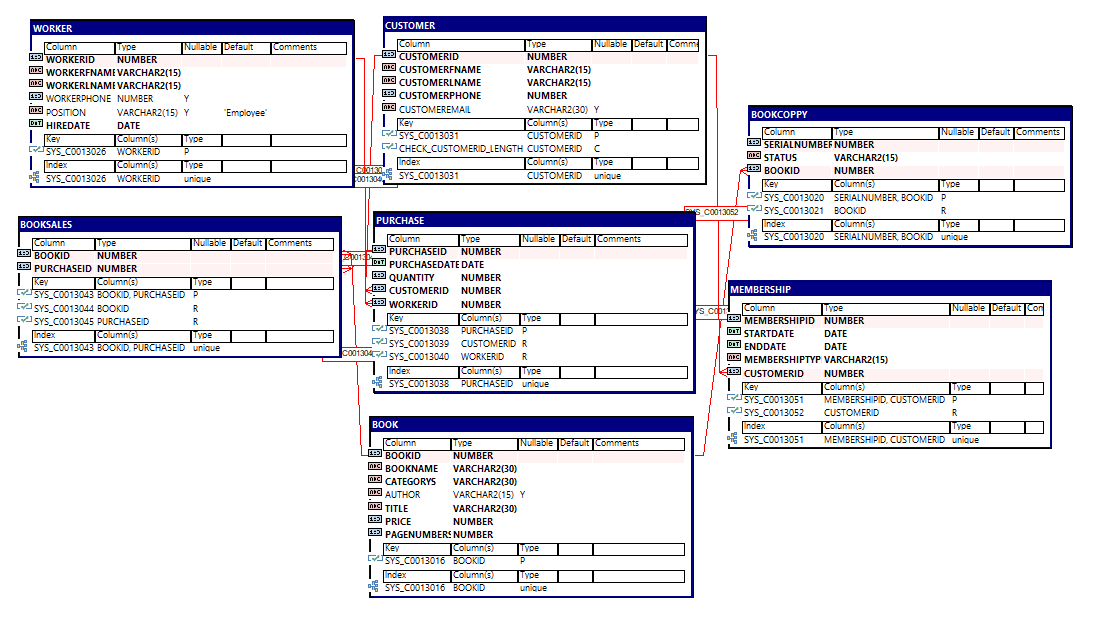 WORKER
Column Type Nullable Default Comments
WORKERID NUMBER
WORKERFNAME VARCHAR2(15)
WORKERLNAME VARCHAR2(15)
WORKERPHONE NUMBER Y
POSITION VARCHAR2(15) Y 'Employee'
HIREDATE DATE
Key Column(s) Type
SYS_C0013026 WORKERID P
Index Column(s) Type
SYS_C0013026 WORKERID unique
CUSTOMER
Column Type Nullable Default Comme
CUSTOMERID NUMBER
CUSTOMERFNAME VARCHAR2(15)
CUSTOMERLNAME VARCHAR2(15)
CUSTOMERPHONE NUMBER
CUSTOMEREMAIL VARCHAR2(30) Y
Key Column(s) Type
SYS_C0013031 CUSTOMERID P
CHECK_CUSTOMERID_LENGTH CUSTOMERID C
Index Column(s) Type
SYS_C0013031 CUSTOMERID unique
BOOKCOPPY
Column Type Nullable Default Comments
SERIALNUMBER NUMBER
STATUS VARCHAR2(15)
BOOKID NUMBER
Key Column(s) Type
SYS_C0013020 SERIALNUMBER, BOOKID P
SYS_C0013021 BOOKID R
Index Column(s) Type
SYS_C0013020 SERIALNUMBER, BOOKID unique
SYS_C0013052
BOOKSALES
Column Type Nullable Default Comments
BOOKID NUMBER
PURCHASEID NUMBER
Key Column(s) Type
SYS_C0013043 BOOKID, PURCHASEID P
SYS_C0013044 BOOKID R
SYS_C0013045 PURCHASEID R
Index Column(s) Type
SYS_C0013043 BOOKID, PURCHASEID unique
PURCHASE
Column Type Nullable Default Comments
PURCHASEID NUMBER
PURCHASEDATE DATE
QUANTITY NUMBER
CUSTOMERID NUMBER
WORKERID NUMBER
Key Column(s) Type
SYS_C0013038 PURCHASEID P
SYS_C0013039 CUSTOMERID R
SYS_C0013040 WORKERID R
Index Column(s) Type
SYS_C0013038 PURCHASEID unique
MEMBERSHIP
Column Type Nullable Default Con
MEMBERSHIPID NUMBER
STARTDATE DATE
ENDDATE DATE
MEMBERSHIPTYP VARCHAR2(15)
CUSTOMERID NUMBER
Key Column(s) Type
SYS_C0013051 MEMBERSHIPID, CUSTOMERID P
SYS_C0013052 CUSTOMERID R
Index Column(s) Type
SYS_C0013051 MEMBERSHIPID, CUSTOMERID unique
BOOK
Column Type Nullable Default Comments
BOOKID NUMBER
BOOKNAME VARCHAR2(30)
CATEGORYS VARCHAR2(30)
AUTHOR VARCHAR2(15) Y
TITLE VARCHAR2(30)
PRICE NUMBER
PAGENUMBERS NUMBER
Key Column(s) Type
SYS_C0013016 BOOKID P
Index Column(s) Type
SYS_C0013016 BOOKID unique